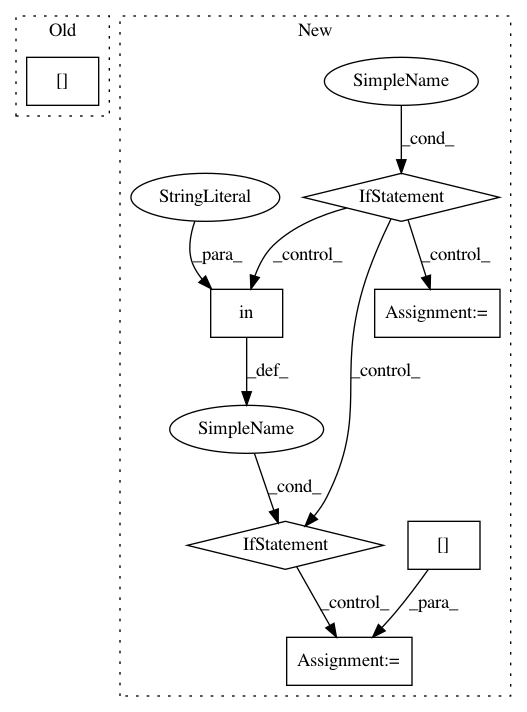 Old
New
[]
SimpleName
_cond_
StringLiteral
IfStatement
_para_
_control_
_control_
in
Assignment:=
_def_
_control_
SimpleName
_cond_
IfStatement
[]
_control_
_para_
Assignment:=